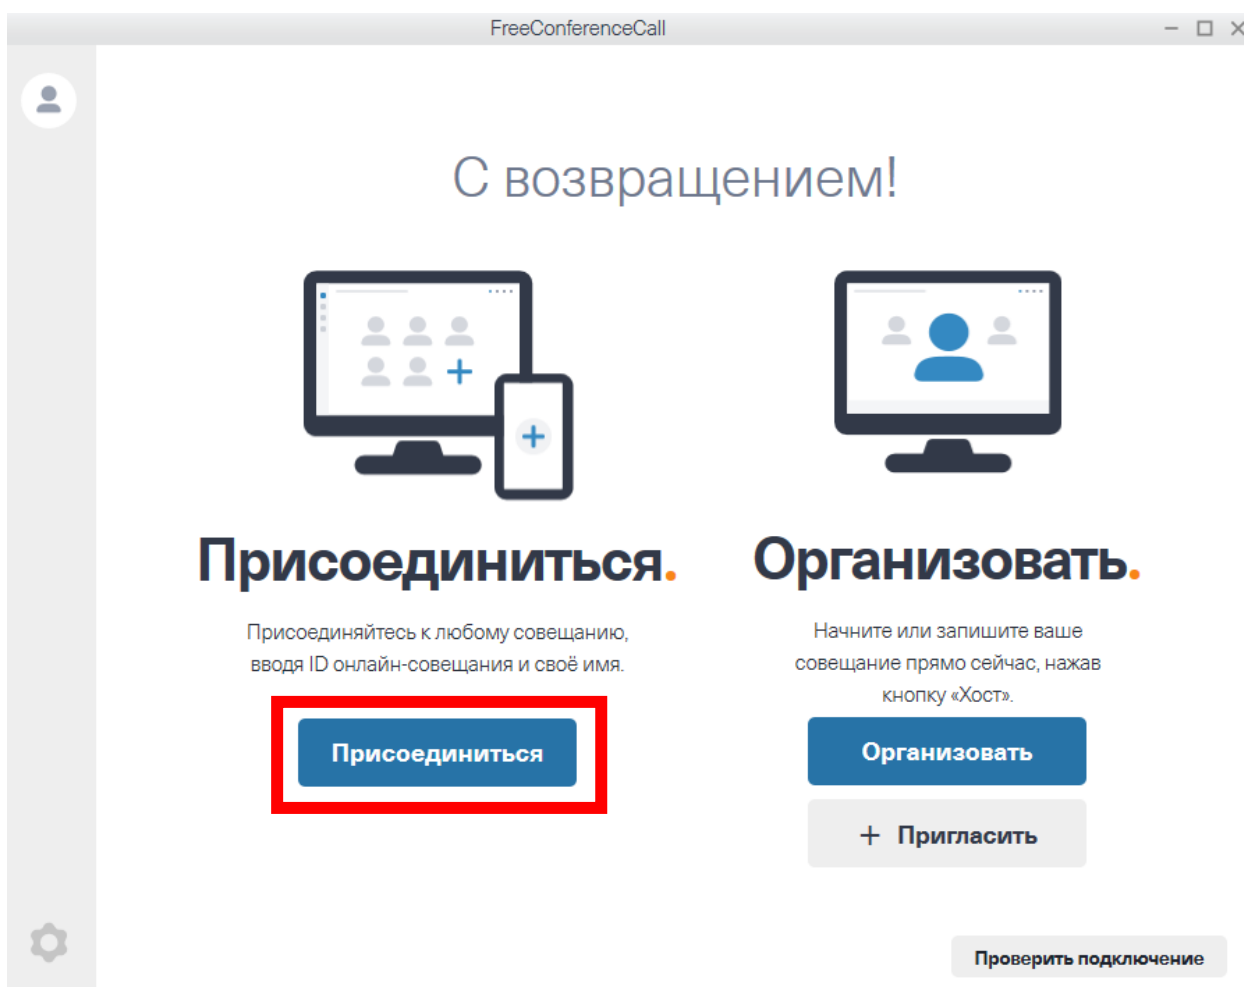 FreeConferenceCall
С возвращением!
Присоединиться.
Присоединяйтесь к любому совещанию,
вводя ID онлайн-совещания и своё имя.
Присоединиться
Организовать.
Начните или запишите ваше
совещание прямо сейчас, нажав
кнопку «Хост».
Организовать
+ Пригласить
Проверить подключение